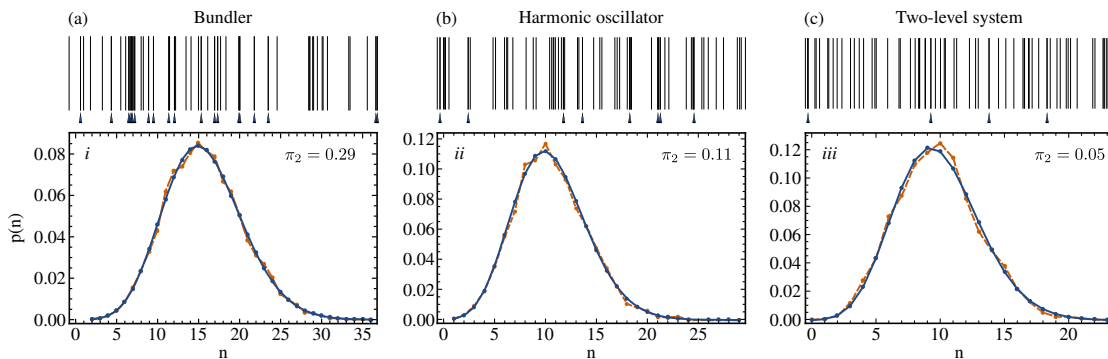 (a) Bundler
(b) Harmonic oscillator
(c) Two-level system
i
π₂ = 0.29
p(n)
0.08
0.06
0.04
0.02
0.00
0 5 10 15 20 25 30 35
n
ii
π₂ = 0.11
0.12
0.10
0.08
0.06
0.04
0.02
0.00
0 5 10 15 20 25
n
iii
π₂ = 0.05
0.12
0.10
0.08
0.06
0.04
0.02
0.00
0 5 10 15 20
n